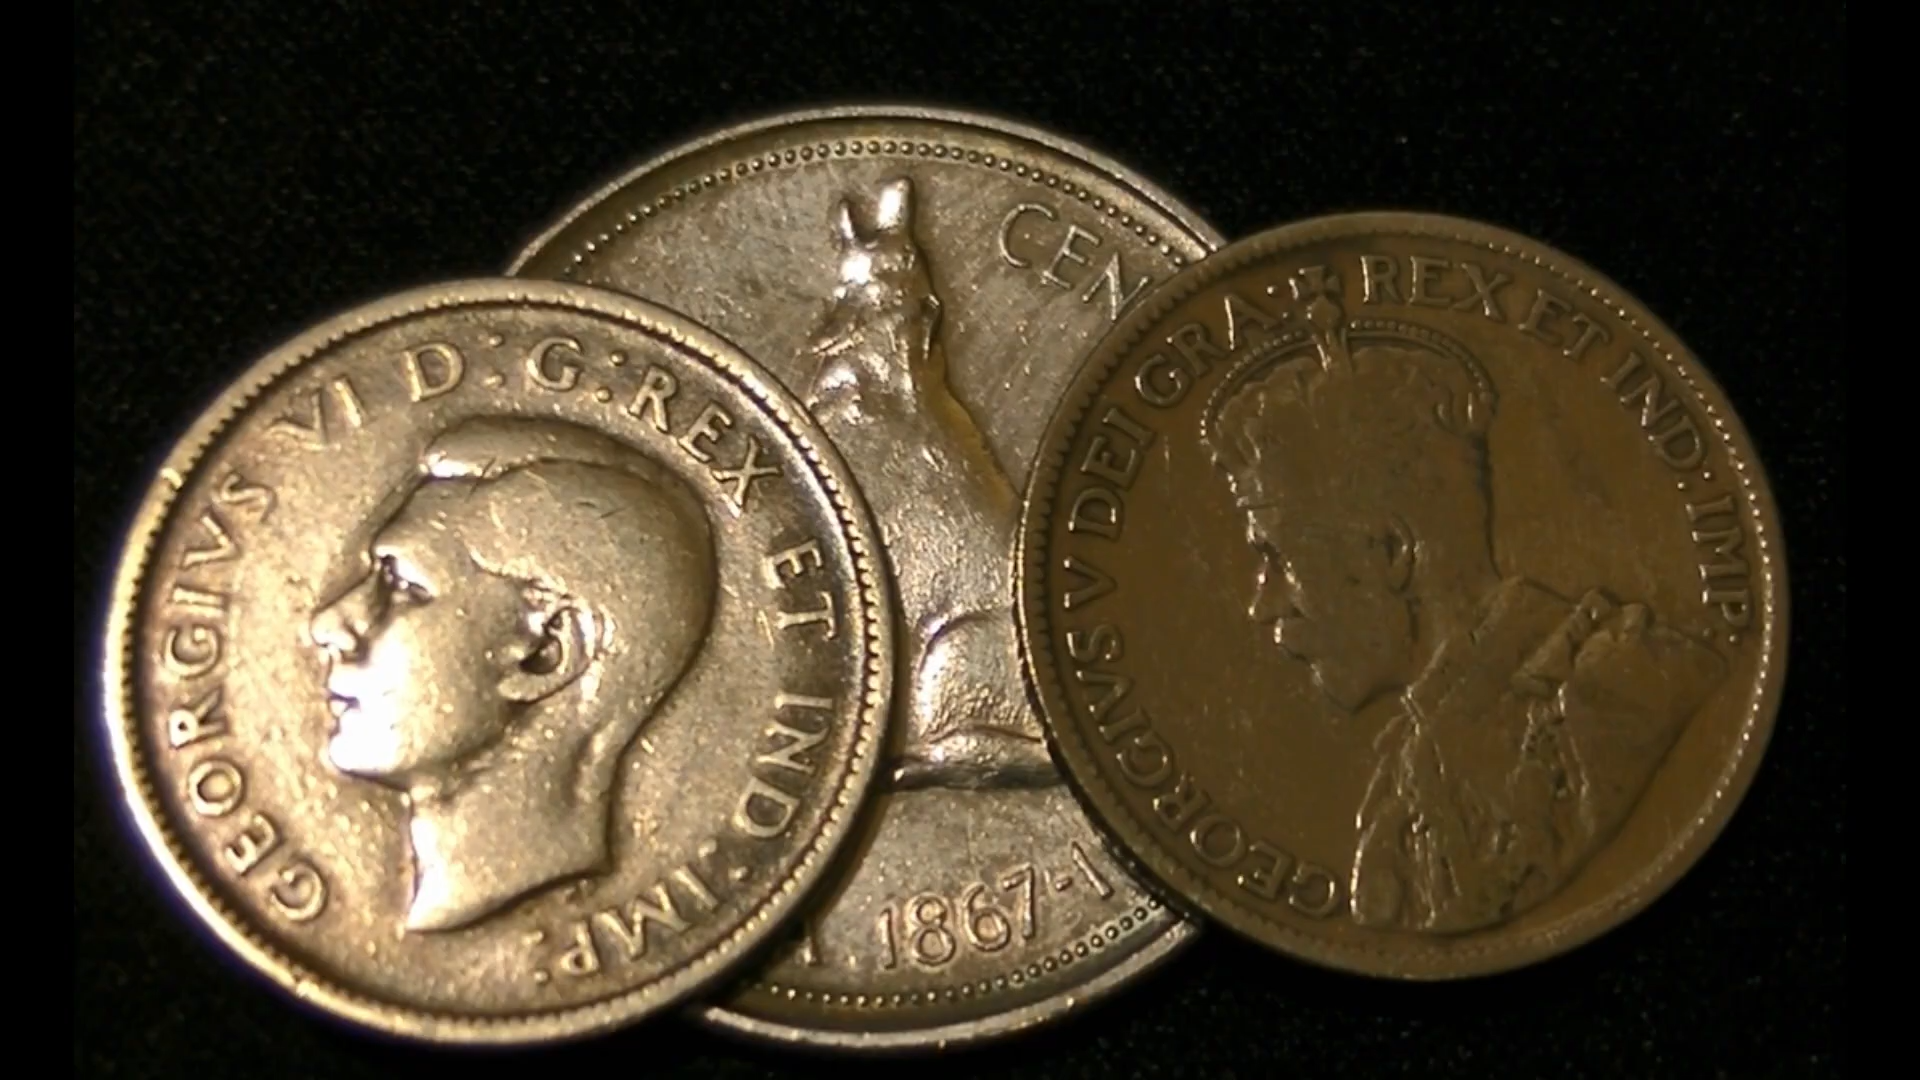 GEORGIVS VI D:G:REX ET IND:IMP:
CEN
1867-1
GEORGIVS V DEI GRA: REX ET IND: IMP: